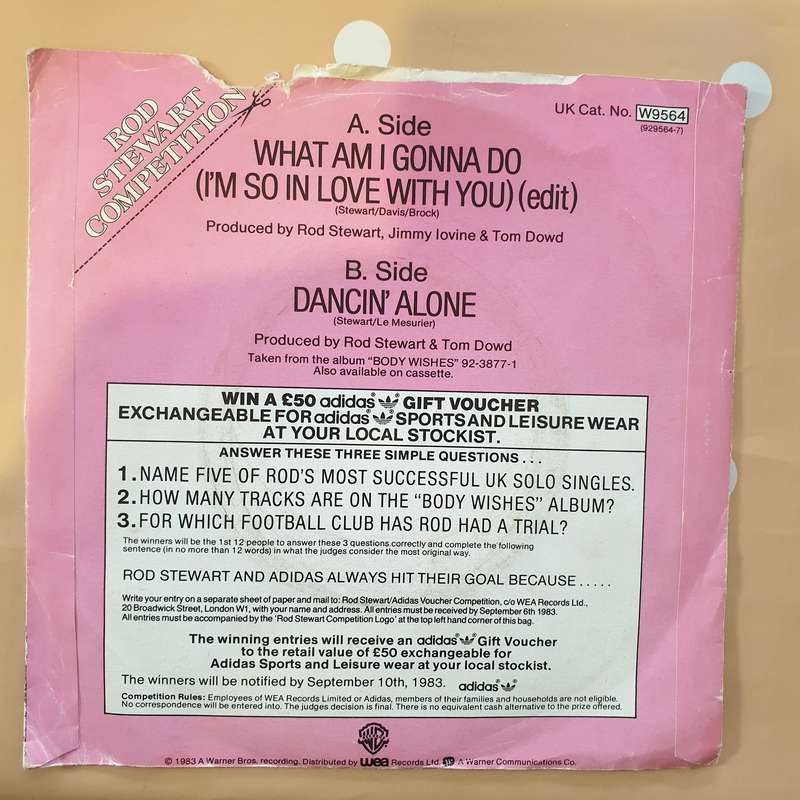 ROD
STEWART
COMPETITION
UK Cat. No. W9564
(929564-7)
A. Side
WHAT AM I GONNA DO
(I'M SO IN LOVE WITH YOU) (edit)
(Stewart/Davis/Brock)
Produced by Rod Stewart, Jimmy Iovine & Tom Dowd
B. Side
DANCIN' ALONE
(Stewart/Le Mesurier)
Produced by Rod Stewart & Tom Dowd
Taken from the album "BODY WISHES" 92-3877-1
Also available on cassette.
WIN A £50 adidas GIFT VOUCHER
EXCHANGEABLE FOR adidas SPORTS AND LEISURE WEAR
AT YOUR LOCAL STOCKIST.
ANSWER THESE THREE SIMPLE QUESTIONS . . .
1. NAME FIVE OF ROD'S MOST SUCCESSFUL UK SOLO SINGLES.
2. HOW MANY TRACKS ARE ON THE "BODY WISHES" ALBUM?
3. FOR WHICH FOOTBALL CLUB HAS ROD HAD A TRIAL?
The winners will be the 1st 12 people to answer these 3 questions correctly and complete the following
sentence (in no more than 12 words) in what the judges consider the most original way.
ROD STEWART AND ADIDAS ALWAYS HIT THEIR GOAL BECAUSE . . . . .
Write your entry on a separate sheet of paper and mail to: Rod Stewart/Adidas Voucher Competition, c/o WEA Records Ltd.,
20 Broadwick Street, London W1, with your name and address. All entries must be received by September 6th 1983.
All entries must be accompanied by the 'Rod Stewart Competition Logo' at the top left hand corner of this bag.
The winning entries will receive an adidas Gift Voucher
to the retail value of £50 exchangeable for
Adidas Sports and Leisure wear at your local stockist.
The winners will be notified by September 10th, 1983. adidas
Competition Rules: Employees of WEA Records Limited or Adidas, members of their families and households are not eligible.
No correspondence will be entered into. The judges decision is final. There is no equivalent cash alternative to the prize offered.
© 1983 A Warner Bros. recording. Distributed by wea Records Ltd. A Warner Communications Co.